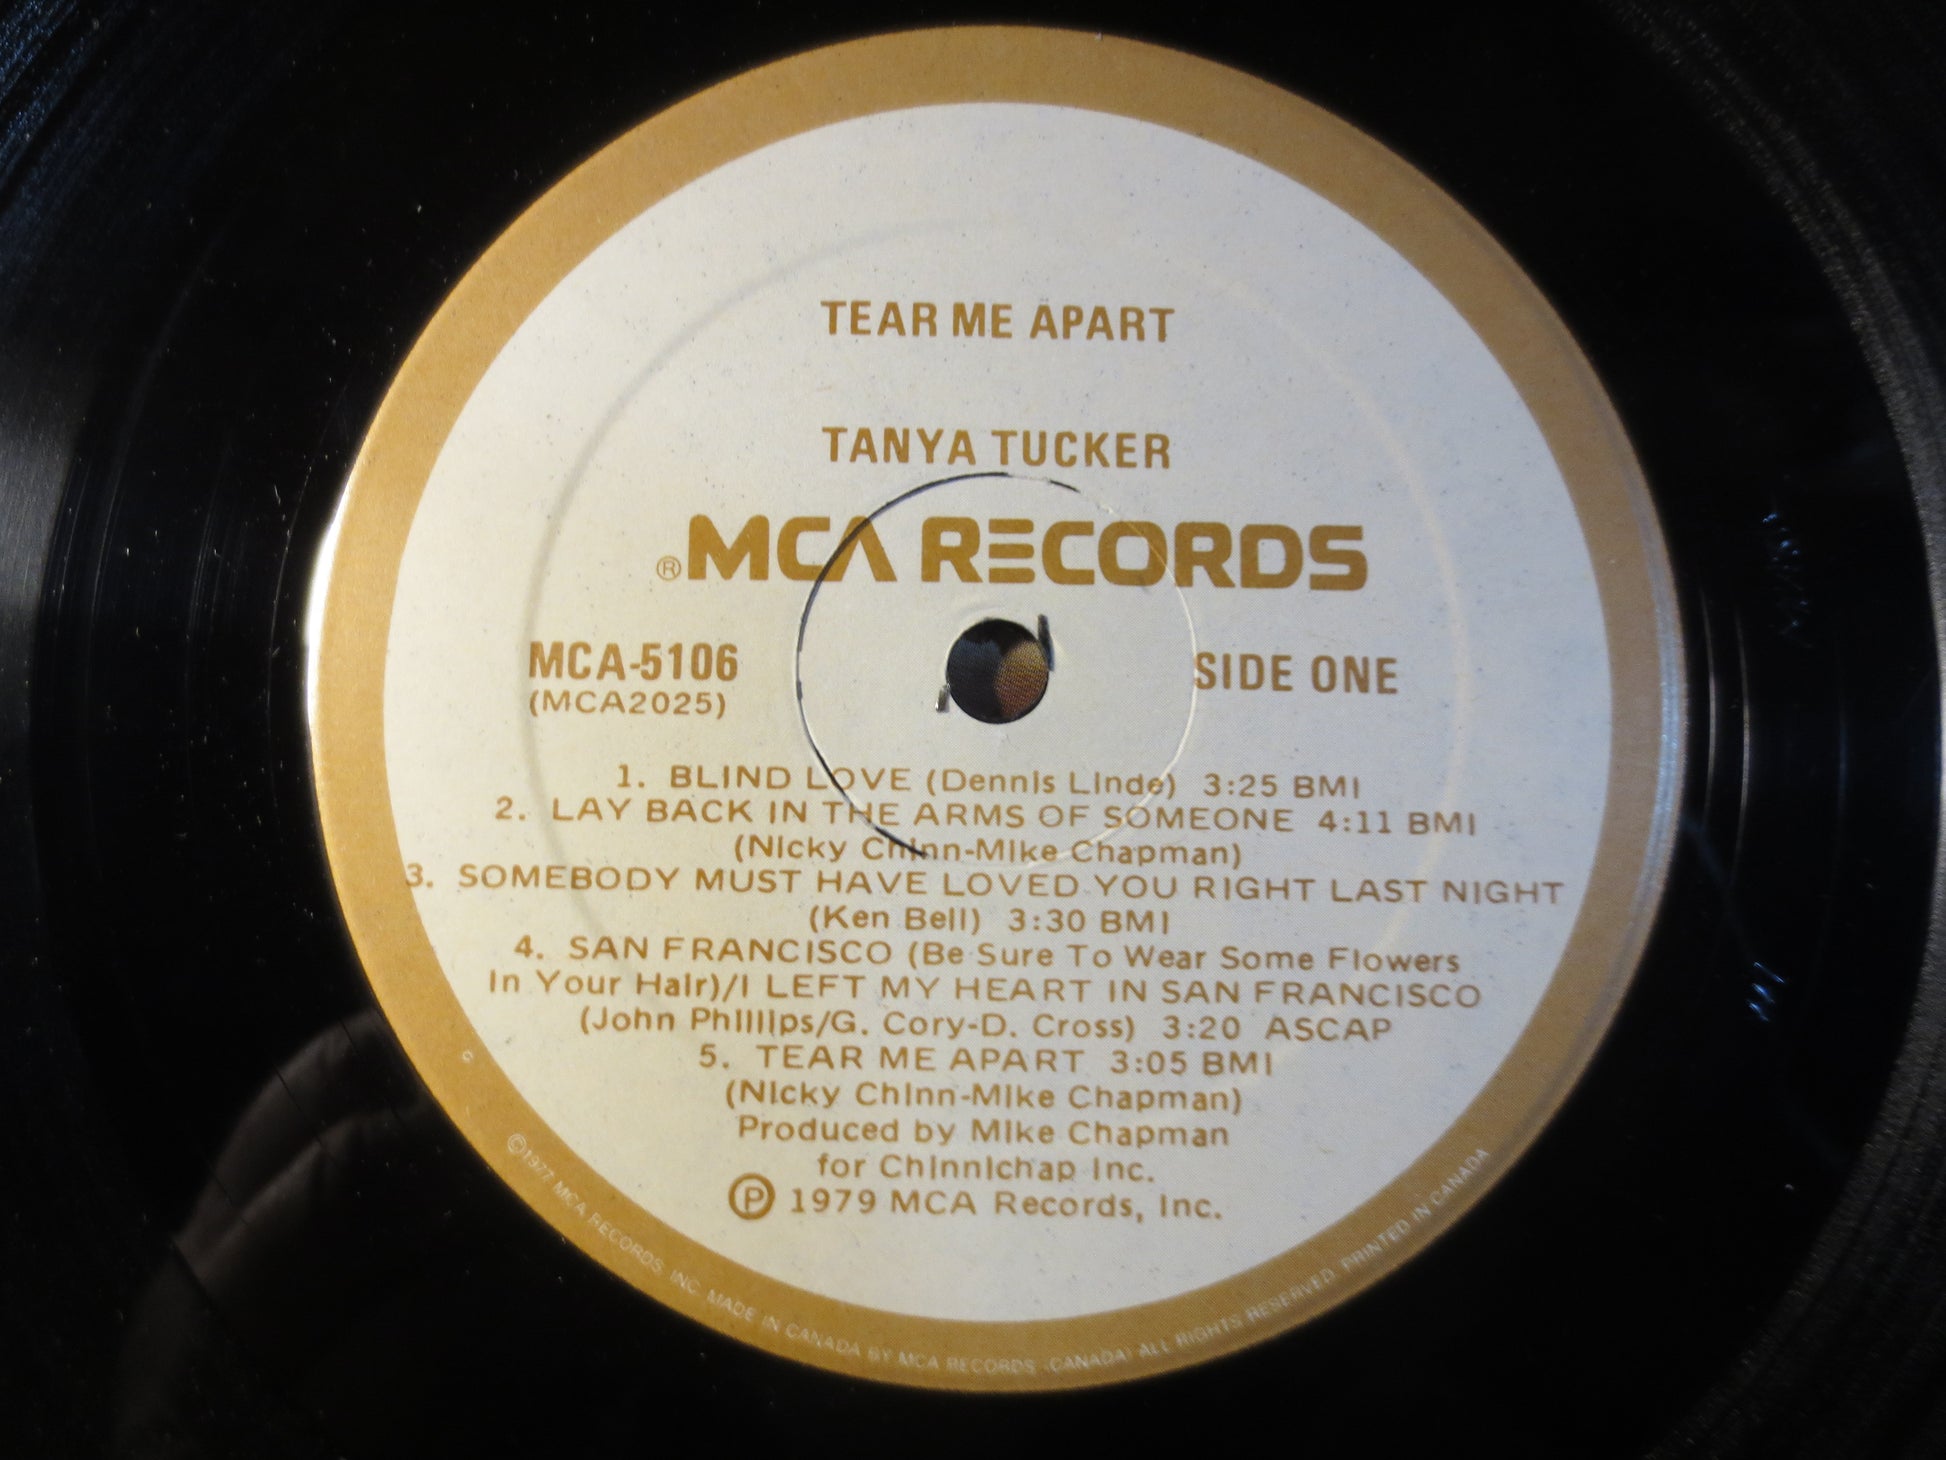 TEAR ME APART
TANYA TUCKER
®MCA RECORDS
MCA-5106
(MCA2025)
SIDE ONE
1. BLIND LOVE (Dennis Linde) 3:25 BMI
2. LAY BACK IN THE ARMS OF SOMEONE 4:11 BMI
(Nicky Chinn-Mike Chapman)
3. SOMEBODY MUST HAVE LOVED YOU RIGHT LAST NIGHT
(Ken Bell) 3:30 BMI
4. SAN FRANCISCO (Be Sure To Wear Some Flowers
In Your Hair)/I LEFT MY HEART IN SAN FRANCISCO
(John Phillips/G. Cory-D. Cross) 3:20 ASCAP
5. TEAR ME APART 3:05 BMI
(Nicky Chinn-Mike Chapman)
Produced by Mike Chapman
for Chinnichap Inc.
Ⓟ 1979 MCA Records, Inc.
©1977 MCA RECORDS, INC. MADE IN CANADA BY MCA RECORDS (CANADA) ALL RIGHTS RESERVED. PRINTED IN CANADA